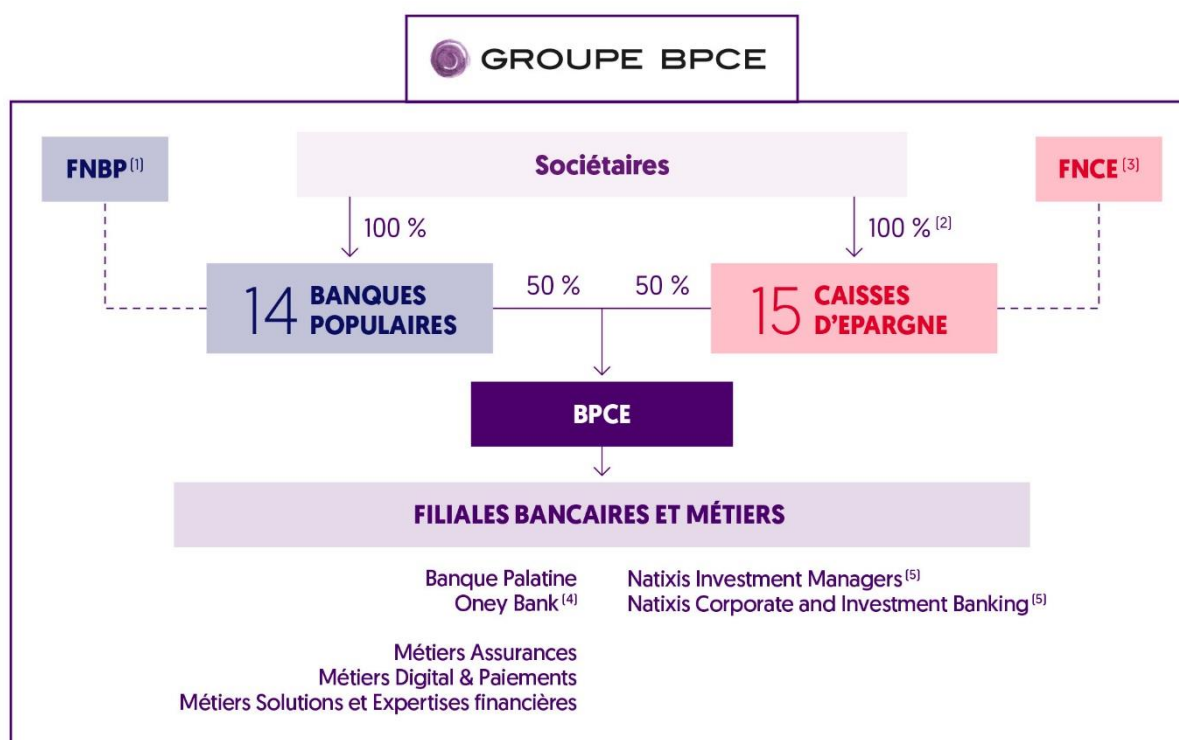 GROUPE BPCE
FNBP (1)
Sociétaires
FNCE (3)
100 %
100 % (2)
14 BANQUES
POPULAIRES
50 %
50 %
15 CAISSES
D'EPARGNE
BPCE
FILIALES BANCAIRES ET MÉTIERS
Banque Palatine
Oney Bank (4)
Métiers Assurances
Métiers Digital & Paiements
Métiers Solutions et Expertises financières
Natixis Investment Managers (5)
Natixis Corporate and Investment Banking (5)